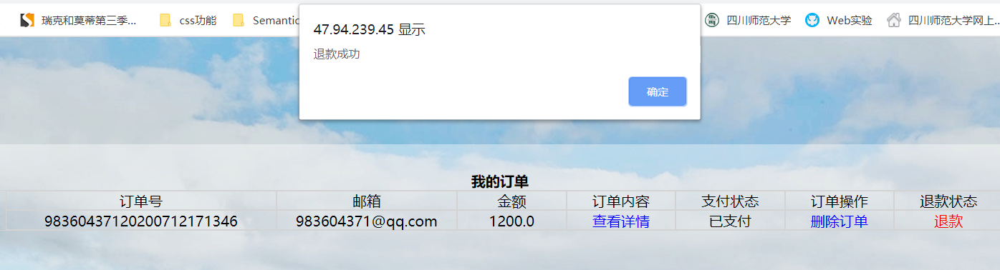 瑞克和莫蒂第三季...
css功能
Semantic
四川师范大学
Web实验
四川师范大学网上...
47.94.239.45 显示
退款成功
确定
我的订单
订单号 邮箱 金额 订单内容 支付状态 订单操作 退款状态
98360437120200712171346 983604371@qq.com 1200.0 查看详情 已支付 删除订单 退款